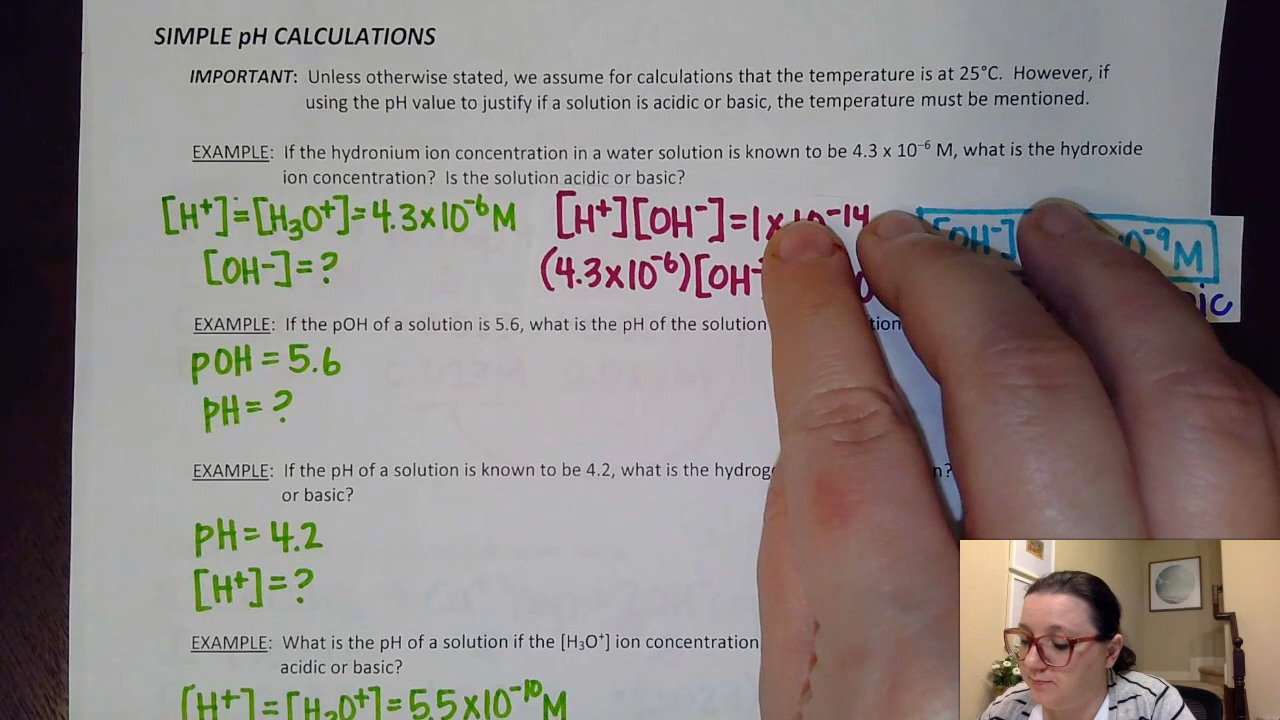 SIMPLE pH CALCULATIONS
IMPORTANT: Unless otherwise stated, we assume for calculations that the temperature is at 25°C. However, if
using the pH value to justify if a solution is acidic or basic, the temperature must be mentioned.
EXAMPLE: If the hydronium ion concentration in a water solution is known to be 4.3 x 10⁻⁶ M, what is the hydroxide
ion concentration? Is the solution acidic or basic?
[H⁺]=[H₃O⁺]=4.3x10⁻⁶M [H⁺][OH⁻]=1x10⁻¹⁴ [OH⁻] 0⁻⁹M
[OH⁻]=? (4.3x10⁻⁶)[OH⁻
ic
EXAMPLE: If the pOH of a solution is 5.6, what is the pH of the solution tion
pOH = 5.6
pH = ?
EXAMPLE: If the pH of a solution is known to be 4.2, what is the hydrog n?
or basic?
pH = 4.2
[H⁺]=?
EXAMPLE: What is the pH of a solution if the [H₃O⁺] ion concentration
acidic or basic?
[H⁺]=[H₃O⁺]=5.5x10⁻¹⁰M